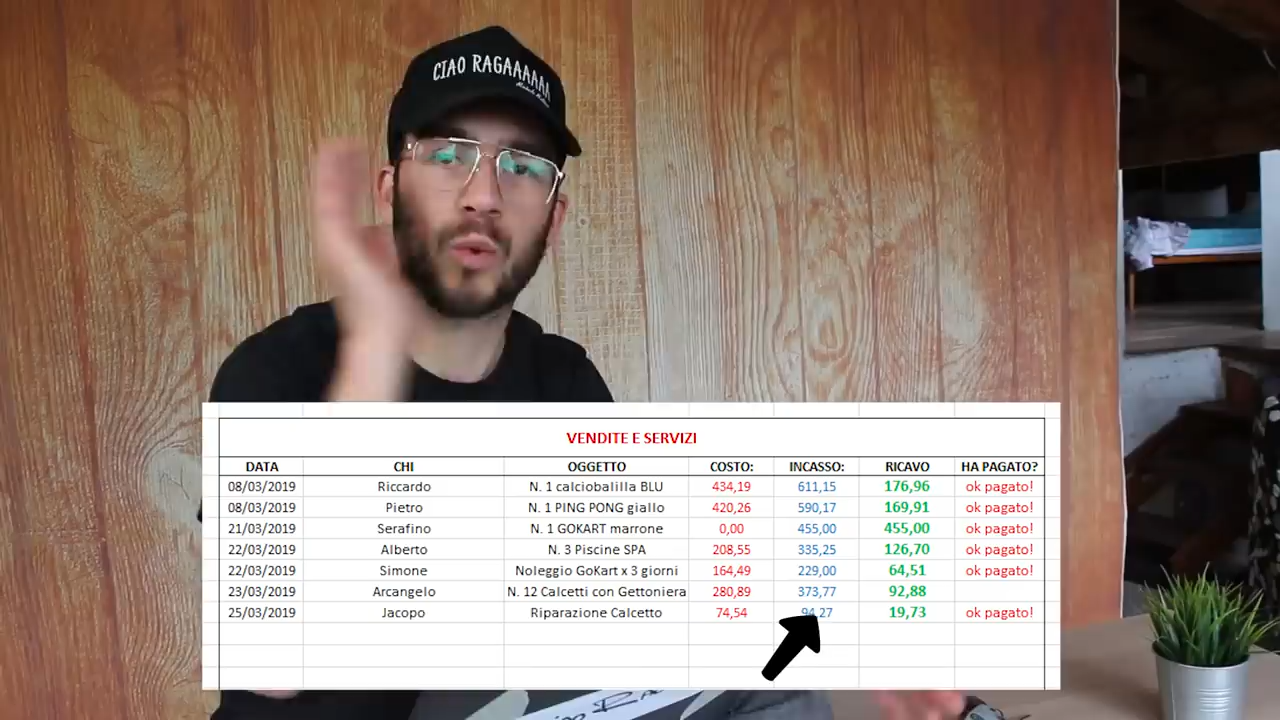 CIAO RAGAAAAAA
VENDITE E SERVIZI
DATA CHI OGGETTO COSTO: INCASSO: RICAVO HA PAGATO?
08/03/2019 Riccardo N. 1 calciobalilla BLU 434,19 611,15 176,96 ok pagato!
08/03/2019 Pietro N. 1 PING PONG giallo 420,26 590,17 169,91 ok pagato!
21/03/2019 Serafino N. 1 GOKART marrone 0,00 455,00 455,00 ok pagato!
22/03/2019 Alberto N. 3 Piscine SPA 208,55 335,25 126,70 ok pagato!
22/03/2019 Simone Noleggio GoKart x 3 giorni 164,49 229,00 64,51 ok pagato!
23/03/2019 Arcangelo N. 12 Calcetti con Gettoniera 280,89 373,77 92,88
25/03/2019 Jacopo Riparazione Calcetto 74,54 94,27 19,73 ok pagato!